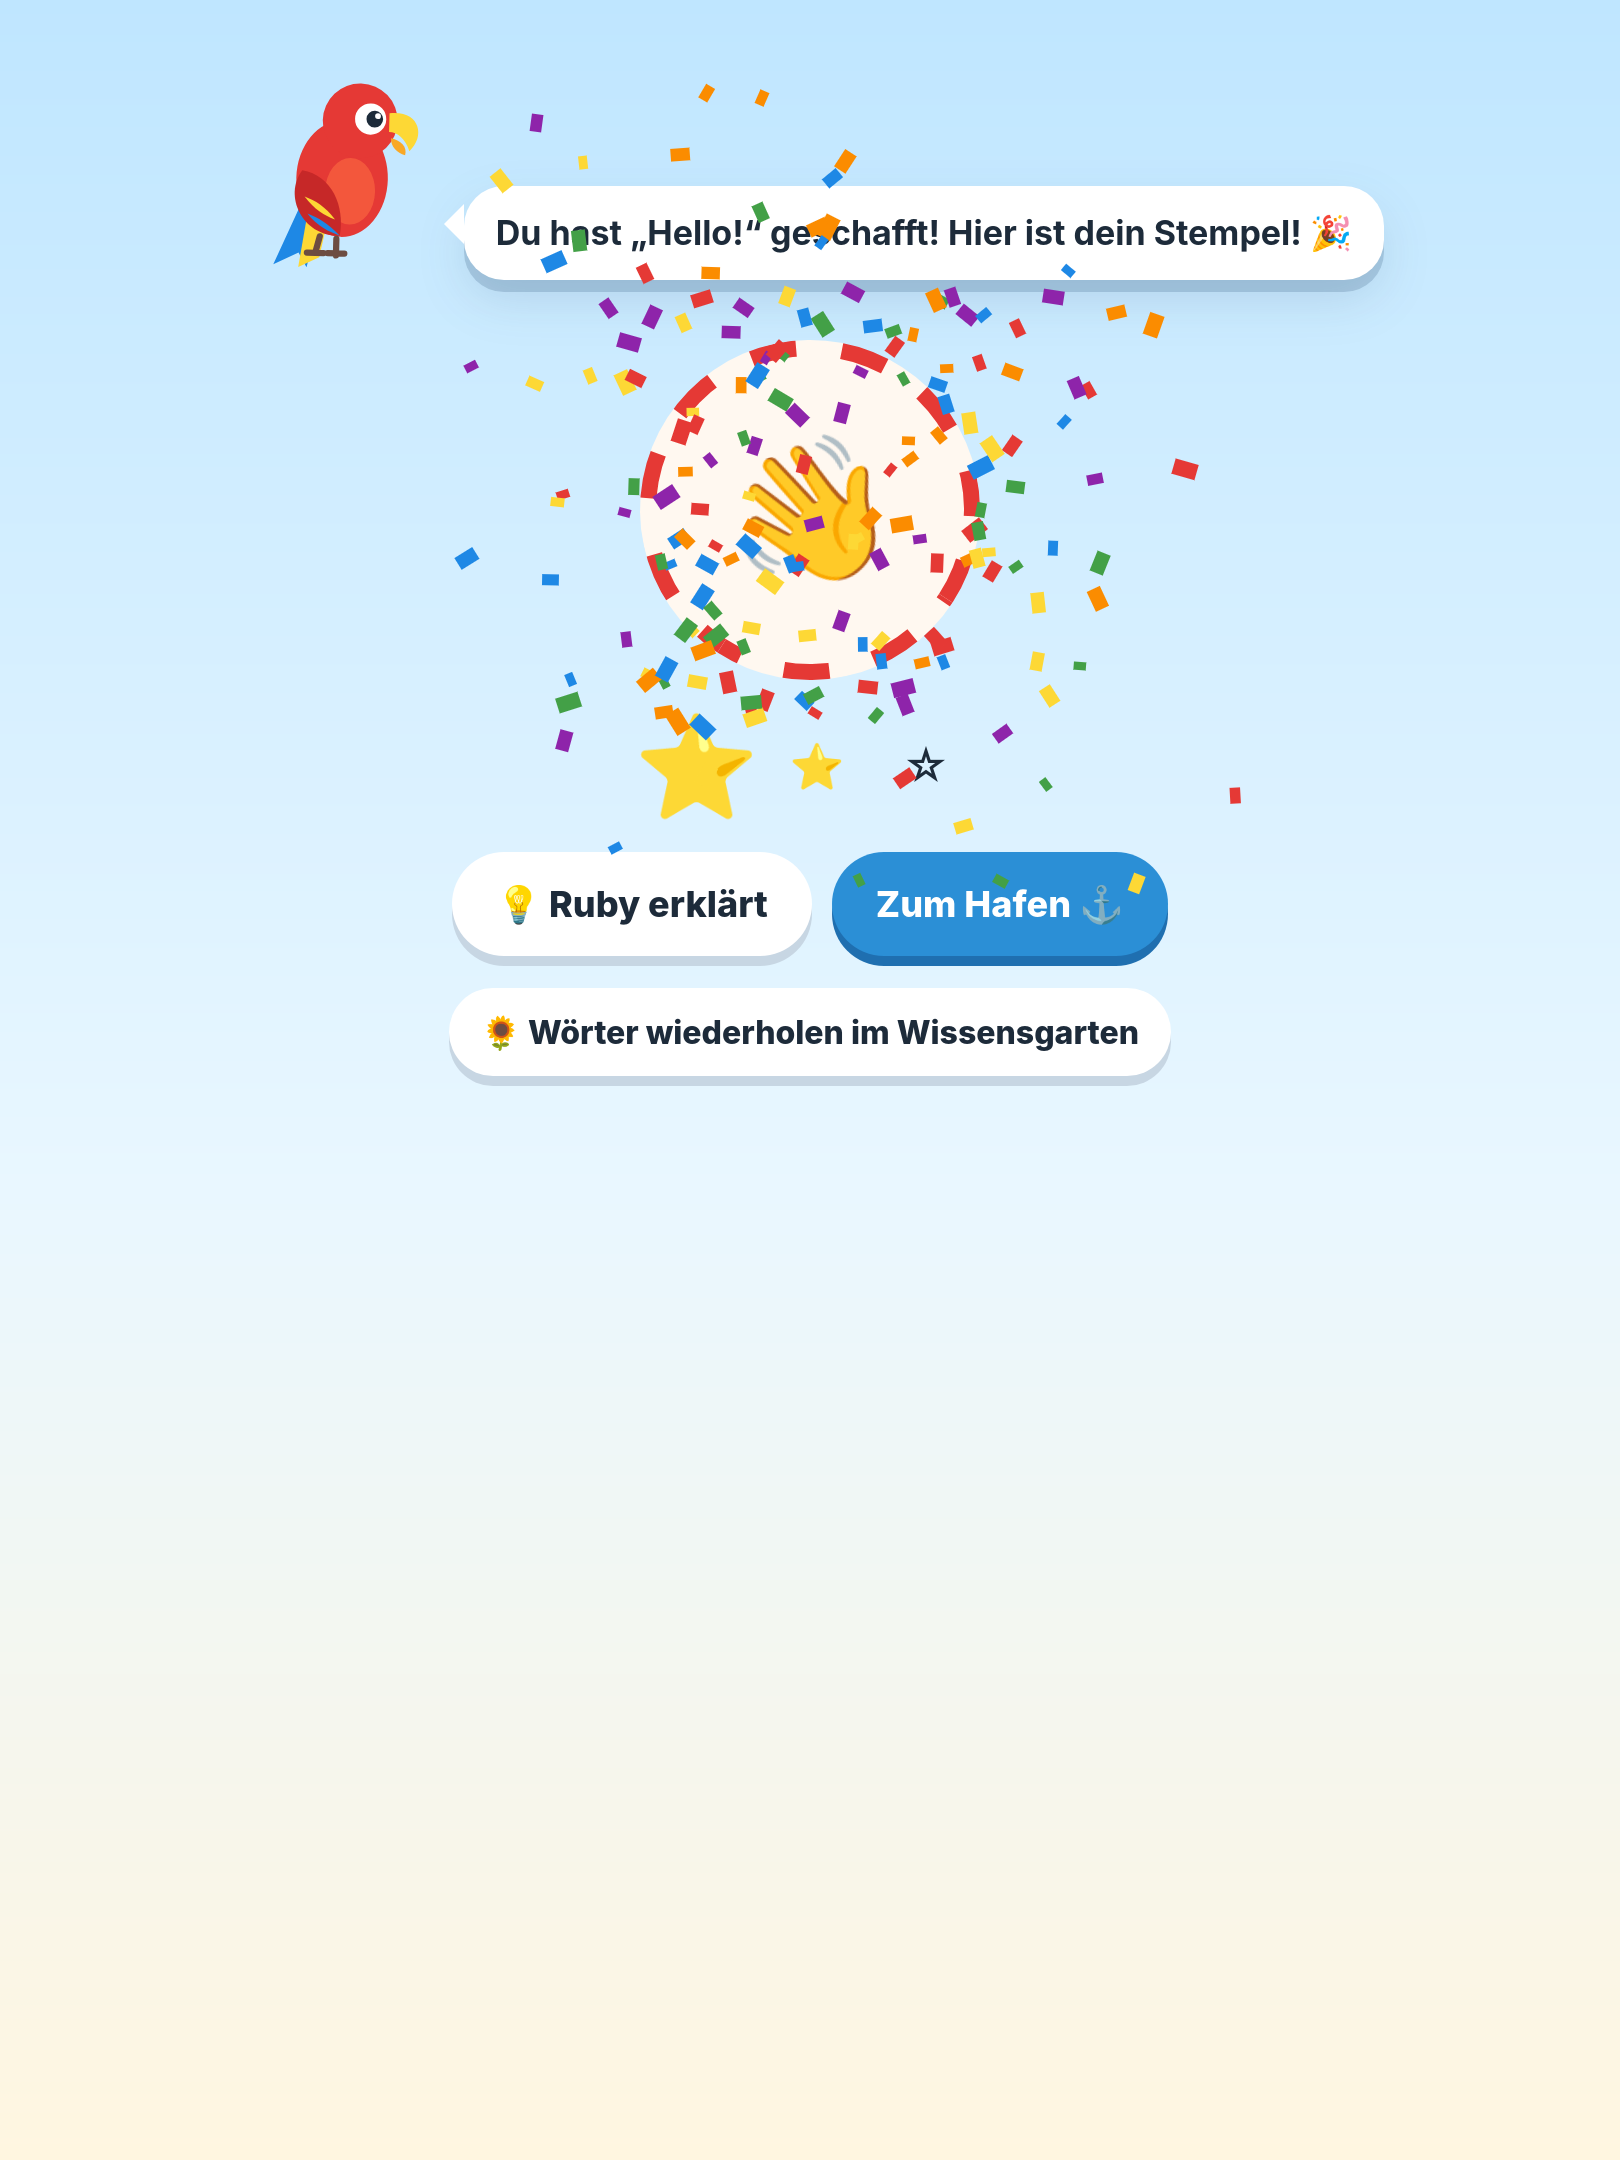 Du hast „Hello!“ geschafft! Hier ist dein Stempel! 🎉
💡 Ruby erklärt
Zum Hafen ⚓
🌻 Wörter wiederholen im Wissensgarten